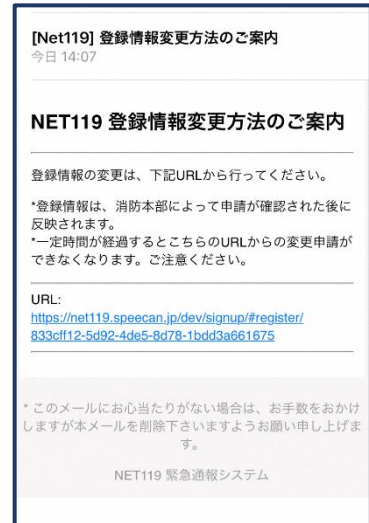 [Net119] 登録情報変更方法のご案内
今日 14:07
NET119 登録情報変更方法のご案内
登録情報の変更は、下記URLから行ってください。
*登録情報は、消防本部によって申請が確認された後に
反映されます。
*一定時間が経過するとこちらのURLからの変更申請が
できなくなります。ご注意ください。
URL:
https://net119.speecan.jp/dev/signup/#register/
833cff12-5d92-4de5-8d78-1bdd3a661675
* このメールにお心当たりがない場合は、お手数をおかけ
しますが本メールを削除下さいますようお願い申し上げま
す。
NET119 緊急通報システム